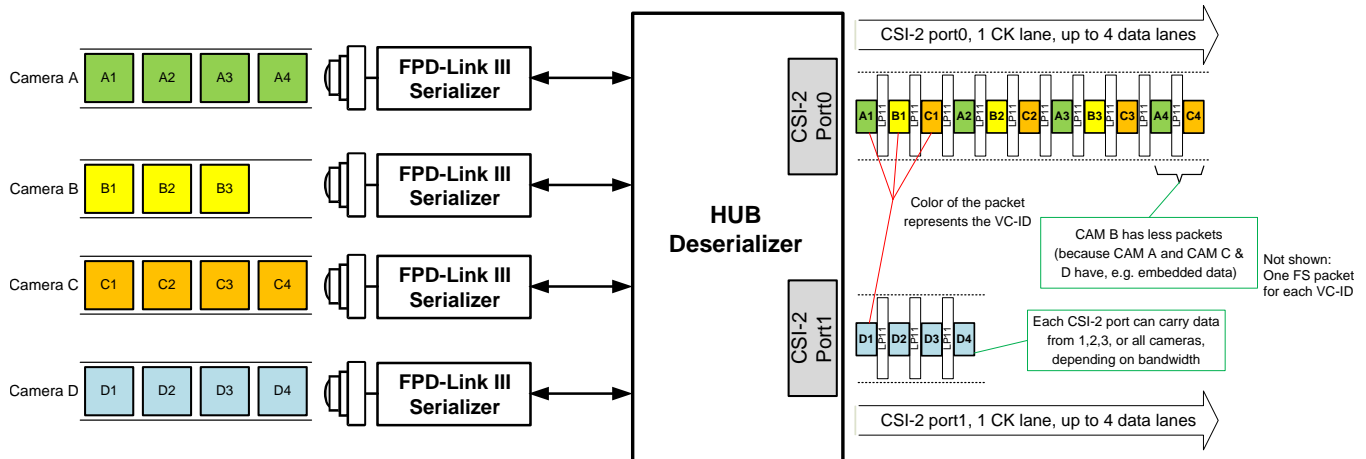 CSI-2 port0, 1 CK lane, up to 4 data lanes
Camera A
A1 A2 A3 A4
FPD-Link III
Serializer
CSI-2
Port0
A1 LP11 B1 LP11 C1 LP11 A2 LP11 B2 LP11 C2 LP11 A3 LP11 B3 LP11 C3 LP11 A4 LP11 C4
Camera B
B1 B2 B3
FPD-Link III
Serializer
HUB
Deserializer
Color of the packet
represents the VC-ID
CAM B has less packets
(because CAM A and CAM C &
D have, e.g. embedded data)
Not shown:
One FS packet
for each VC-ID
Camera C
C1 C2 C3 C4
FPD-Link III
Serializer
CSI-2
Port1
D1 LP11 D2 LP11 D3 LP11 D4
Each CSI-2 port can carry data
from 1,2,3, or all cameras,
depending on bandwidth
Camera D
D1 D2 D3 D4
FPD-Link III
Serializer
CSI-2 port1, 1 CK lane, up to 4 data lanes